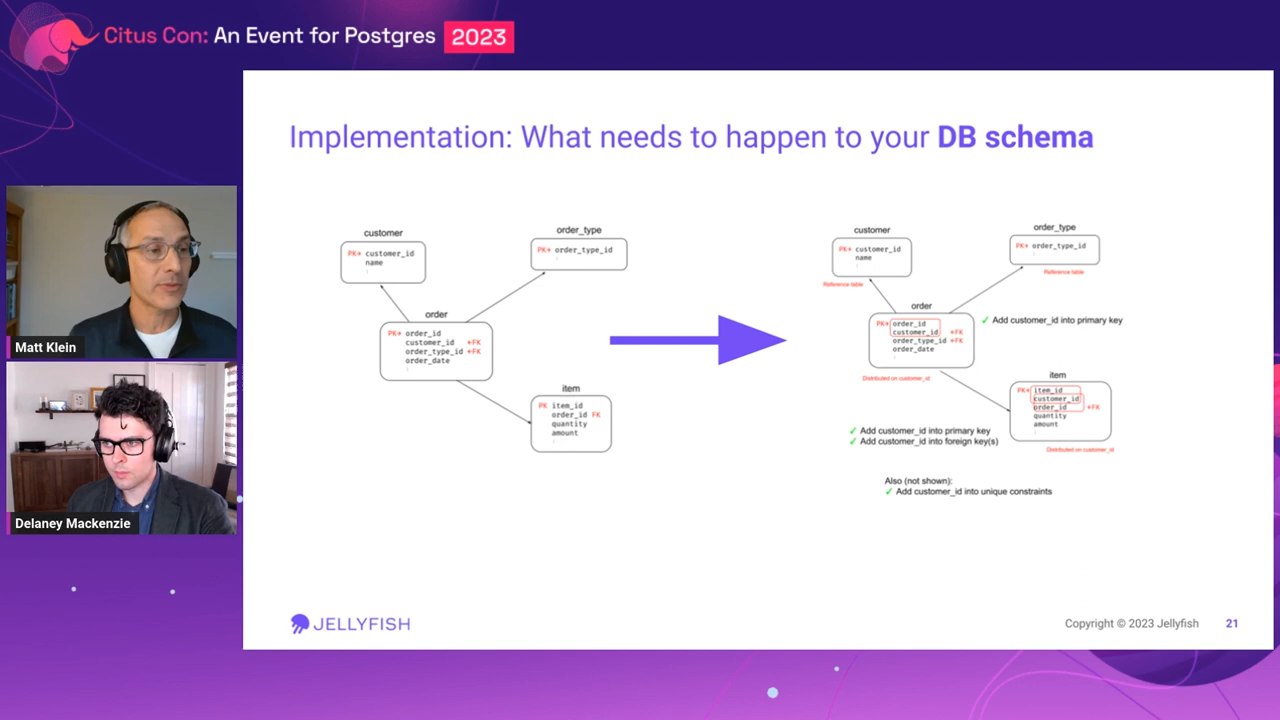 Citus Con: An Event for Postgres 2023
Implementation: What needs to happen to your DB schema
customer
PK+ customer_id
name
order_type
PK+ order_type_id
order
PK+ order_id
customer_id +FK
order_type_id +FK
order_date
item
PK item_id
order_id FK
quantity
amount
customer
PK+ customer_id
name
Reference table
order_type
PK+ order_type_id
Reference table
order
PK+ order_id
customer_id +FK
order_type_id +FK
order_date
Distributed on customer_id
✓ Add customer_id into primary key
item
PK+ item_id
customer_id
order_id +FK
quantity
amount
Distributed on customer_id
✓ Add customer_id into primary key
✓ Add customer_id into foreign key(s)
Also (not shown):
✓ Add customer_id into unique constraints
Matt Klein
Delaney Mackenzie
JELLYFISH
Copyright © 2023 Jellyfish 21